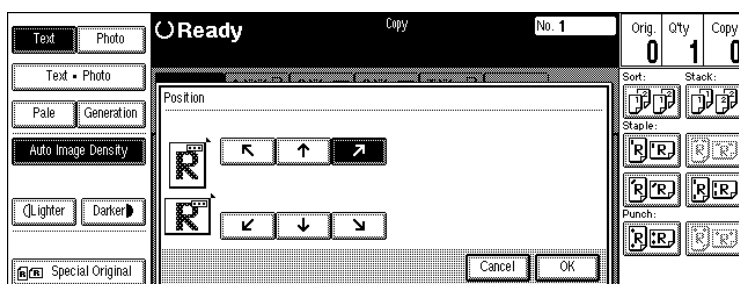 Text Photo
Text • Photo
Pale Generation
Auto Image Density
Lighter Darker
Special Original
Ready
Copy
No. 1
Position
Cancel OK
Orig. Q'ty Copy
0 1 0
Sort: Stack:
Staple:
Punch: